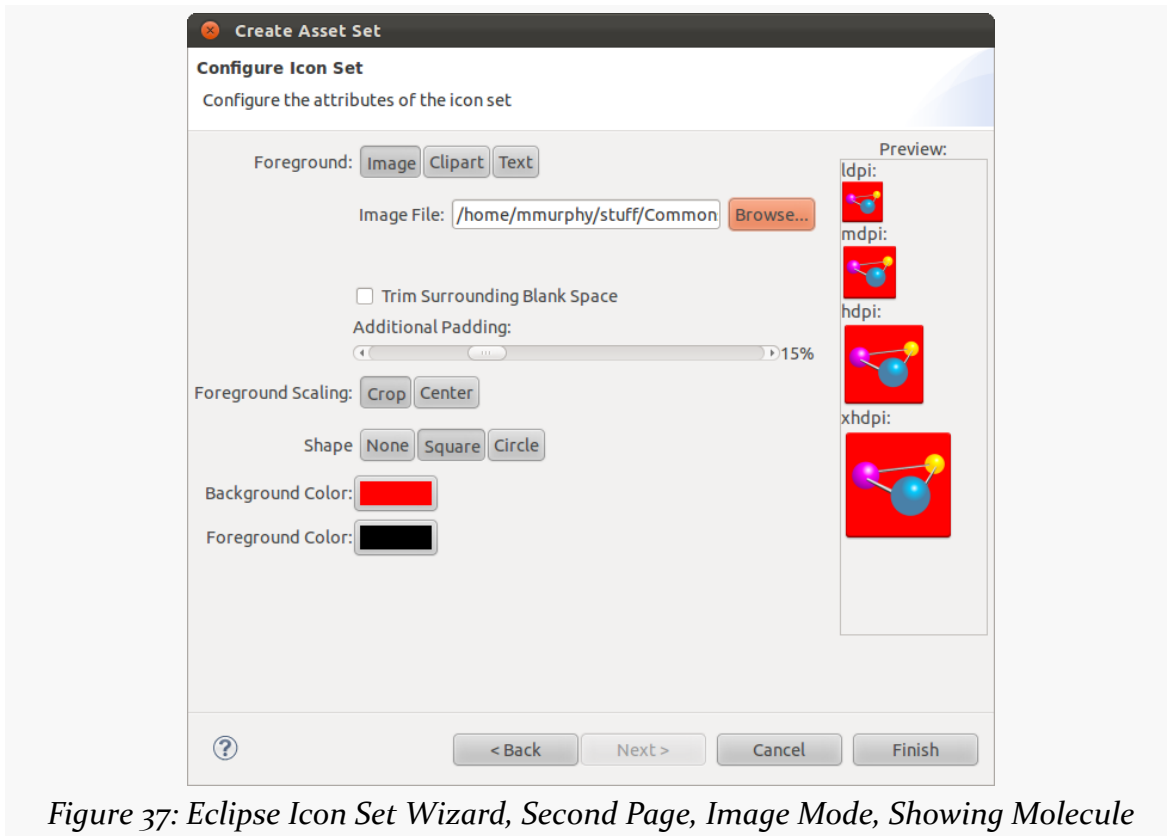 Create Asset Set
Configure Icon Set
Configure the attributes of the icon set
Foreground: Image Clipart Text
Image File: /home/mmurphy/stuff/Common Browse...
Trim Surrounding Blank Space
Additional Padding:
15%
Foreground Scaling: Crop Center
Shape None Square Circle
Background Color:
Foreground Color:
Preview:
ldpi:
mdpi:
hdpi:
xhdpi:
? < Back Next > Cancel Finish
Figure 37: Eclipse Icon Set Wizard, Second Page, Image Mode, Showing Molecule